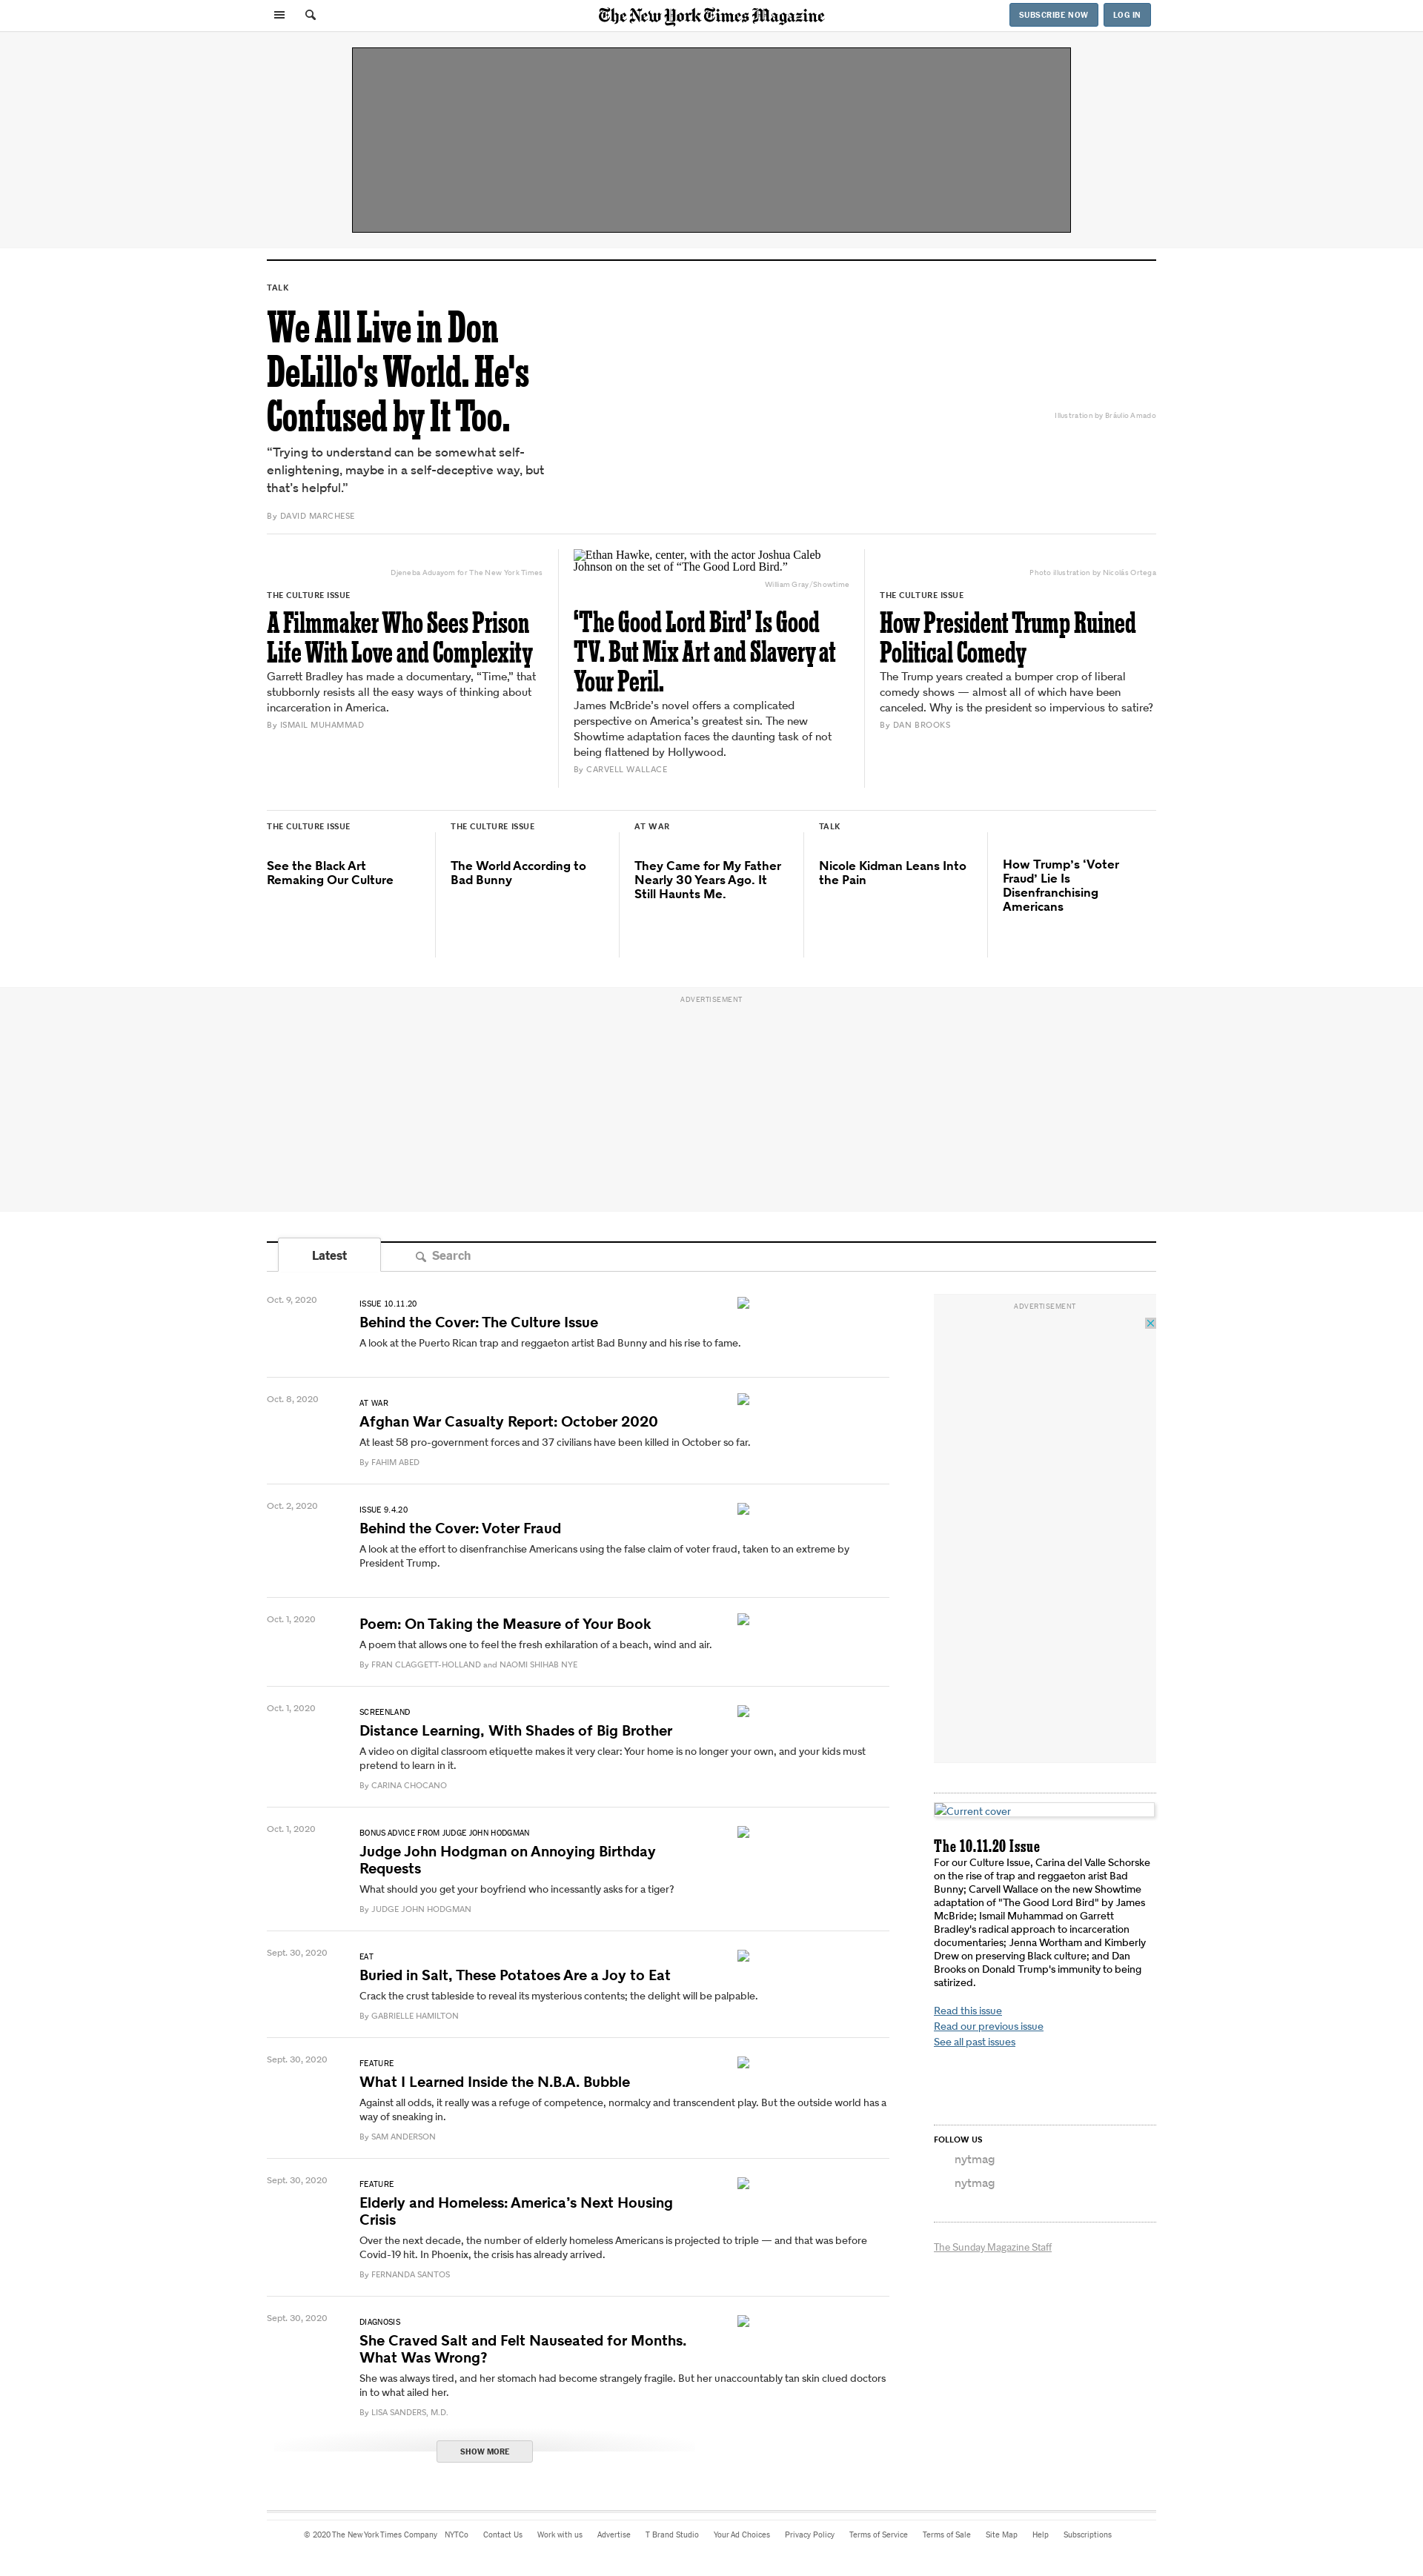 The New York Times Magazine
SUBSCRIBE NOW
LOG IN
TALK
We All Live in Don
DeLillo's World. He's
Confused by It Too.
“Trying to understand can be somewhat self-
enlightening, maybe in a self-deceptive way, but
that's helpful.”
By DAVID MARCHESE
Illustration by Bráulio Amado
Djeneba Aduayom for The New York Times
THE CULTURE ISSUE
A Filmmaker Who Sees Prison
Life With Love and Complexity
Garrett Bradley has made a documentary, “Time,” that
stubbornly resists all the easy ways of thinking about
incarceration in America.
By ISMAIL MUHAMMAD
Ethan Hawke, center, with the actor Joshua Caleb
Johnson on the set of “The Good Lord Bird.”
William Gray/Showtime
‘The Good Lord Bird’ Is Good
TV. But Mix Art and Slavery at
Your Peril.
James McBride’s novel offers a complicated
perspective on America’s greatest sin. The new
Showtime adaptation faces the daunting task of not
being flattened by Hollywood.
By CARVELL WALLACE
Photo illustration by Nicolás Ortega
THE CULTURE ISSUE
How President Trump Ruined
Political Comedy
The Trump years created a bumper crop of liberal
comedy shows — almost all of which have been
canceled. Why is the president so impervious to satire?
By DAN BROOKS
THE CULTURE ISSUE
See the Black Art
Remaking Our Culture
THE CULTURE ISSUE
The World According to
Bad Bunny
AT WAR
They Came for My Father
Nearly 30 Years Ago. It
Still Haunts Me.
TALK
Nicole Kidman Leans Into
the Pain
How Trump’s ‘Voter
Fraud’ Lie Is
Disenfranchising
Americans
ADVERTISEMENT
Latest
Search
Oct. 9, 2020
ISSUE 10.11.20
Behind the Cover: The Culture Issue
A look at the Puerto Rican trap and reggaeton artist Bad Bunny and his rise to fame.
Oct. 8, 2020
AT WAR
Afghan War Casualty Report: October 2020
At least 58 pro-government forces and 37 civilians have been killed in October so far.
By FAHIM ABED
Oct. 2, 2020
ISSUE 9.4.20
Behind the Cover: Voter Fraud
A look at the effort to disenfranchise Americans using the false claim of voter fraud, taken to an extreme by
President Trump.
Oct. 1, 2020
Poem: On Taking the Measure of Your Book
A poem that allows one to feel the fresh exhilaration of a beach, wind and air.
By FRAN CLAGGETT-HOLLAND and NAOMI SHIHAB NYE
Oct. 1, 2020
SCREENLAND
Distance Learning, With Shades of Big Brother
A video on digital classroom etiquette makes it very clear: Your home is no longer your own, and your kids must
pretend to learn in it.
By CARINA CHOCANO
Oct. 1, 2020
BONUS ADVICE FROM JUDGE JOHN HODGMAN
Judge John Hodgman on Annoying Birthday
Requests
What should you get your boyfriend who incessantly asks for a tiger?
By JUDGE JOHN HODGMAN
Sept. 30, 2020
EAT
Buried in Salt, These Potatoes Are a Joy to Eat
Crack the crust tableside to reveal its mysterious contents; the delight will be palpable.
By GABRIELLE HAMILTON
Sept. 30, 2020
FEATURE
What I Learned Inside the N.B.A. Bubble
Against all odds, it really was a refuge of competence, normalcy and transcendent play. But the outside world has a
way of sneaking in.
By SAM ANDERSON
Sept. 30, 2020
FEATURE
Elderly and Homeless: America’s Next Housing
Crisis
Over the next decade, the number of elderly homeless Americans is projected to triple — and that was before
Covid-19 hit. In Phoenix, the crisis has already arrived.
By FERNANDA SANTOS
Sept. 30, 2020
DIAGNOSIS
She Craved Salt and Felt Nauseated for Months.
What Was Wrong?
She was always tired, and her stomach had become strangely fragile. But her unaccountably tan skin clued doctors
in to what ailed her.
By LISA SANDERS, M.D.
SHOW MORE
ADVERTISEMENT
Current cover
The 10.11.20 Issue
For our Culture Issue, Carina del Valle Schorske
on the rise of trap and reggaeton arist Bad
Bunny; Carvell Wallace on the new Showtime
adaptation of "The Good Lord Bird" by James
McBride; Ismail Muhammad on Garrett
Bradley's radical approach to incarceration
documentaries; Jenna Wortham and Kimberly
Drew on preserving Black culture; and Dan
Brooks on Donald Trump's immunity to being
satirized.
Read this issue
Read our previous issue
See all past issues
FOLLOW US
nytmag
nytmag
The Sunday Magazine Staff
© 2020 The New York Times Company NYTCo Contact Us Work with us Advertise T Brand Studio Your Ad Choices Privacy Policy Terms of Service Terms of Sale Site Map Help Subscriptions